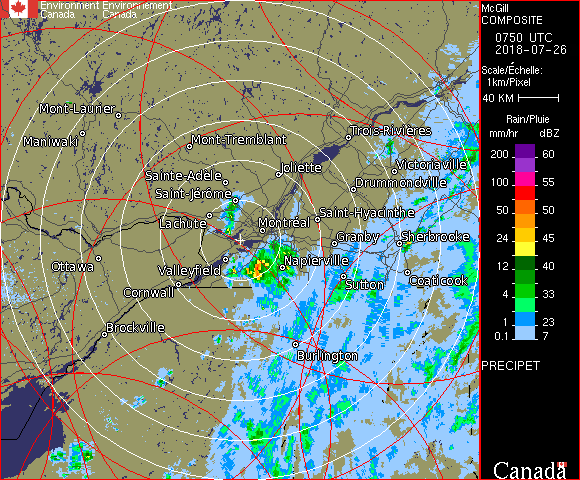 Environment Environnement
Canada Canada
McGill
COMPOSITE
0750 UTC
2018-07-26
Scale/Échelle:
1km/Pixel
40 KM
Rain/Pluie
mm/hr dBZ
200 60
100 55
50 50
24 45
12 40
4 33
1 23
0.1 7
PRECIPET
Canada
Mont-Laurier
Maniwaki
Mont-Tremblant
Trois-Rivières
Sainte-Adèle
Joliette
Victoriaville
Saint-Jérôme
Drummondville
Lachute
Montréal
Saint-Hyacinthe
Granby
Sherbrooke
Ottawa
Valleyfield
Napierville
Cornwall
Sutton
Coaticook
Brockville
Burlington